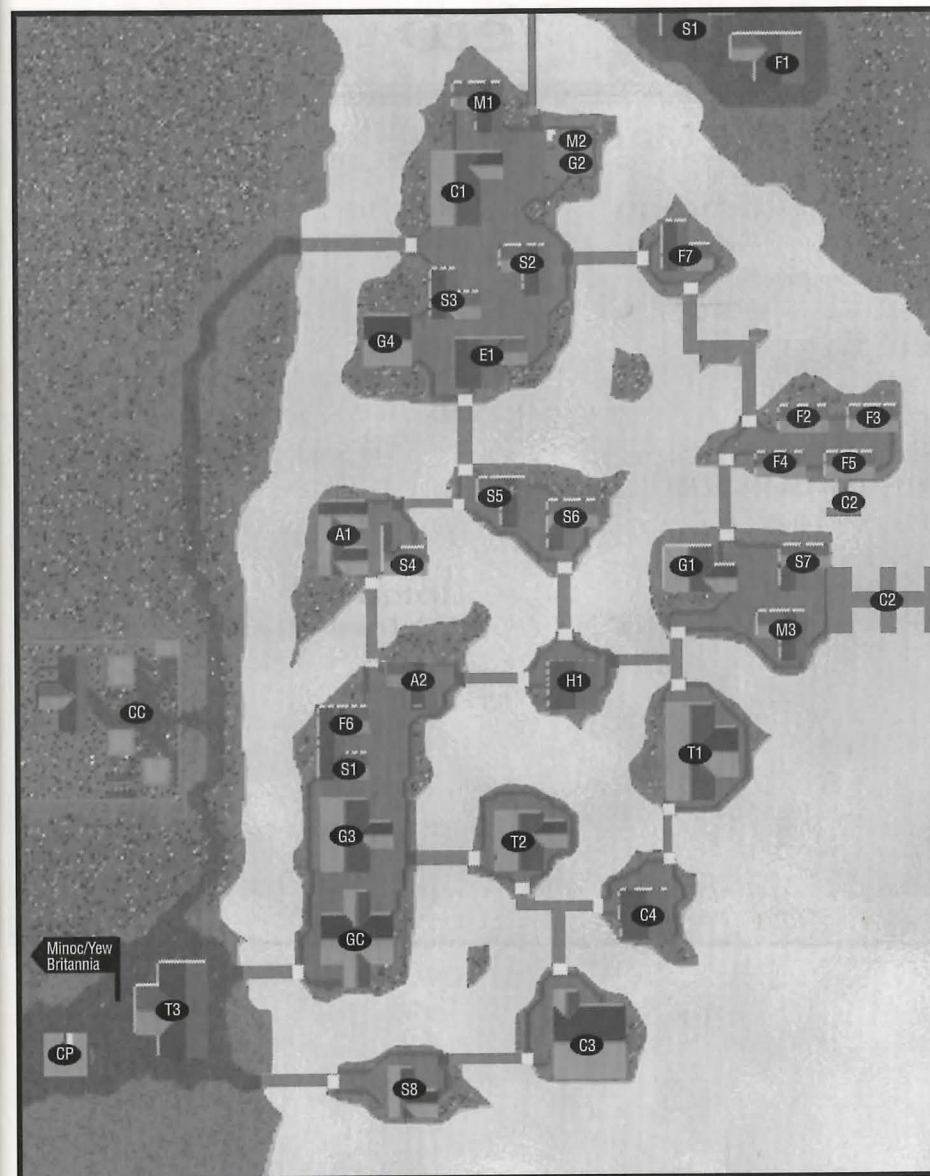 S1
F1
M1
M2
G2
C1
F7
S2
S3
G4
E1
F2
F3
F4
F5
S5
C2
S6
A1
S4
G1
S7
C2
M3
A2
H1
CC
F6
T1
S1
G3
T2
C4
GC
Minoc/Yew
Britannia
T3
C3
CP
S8